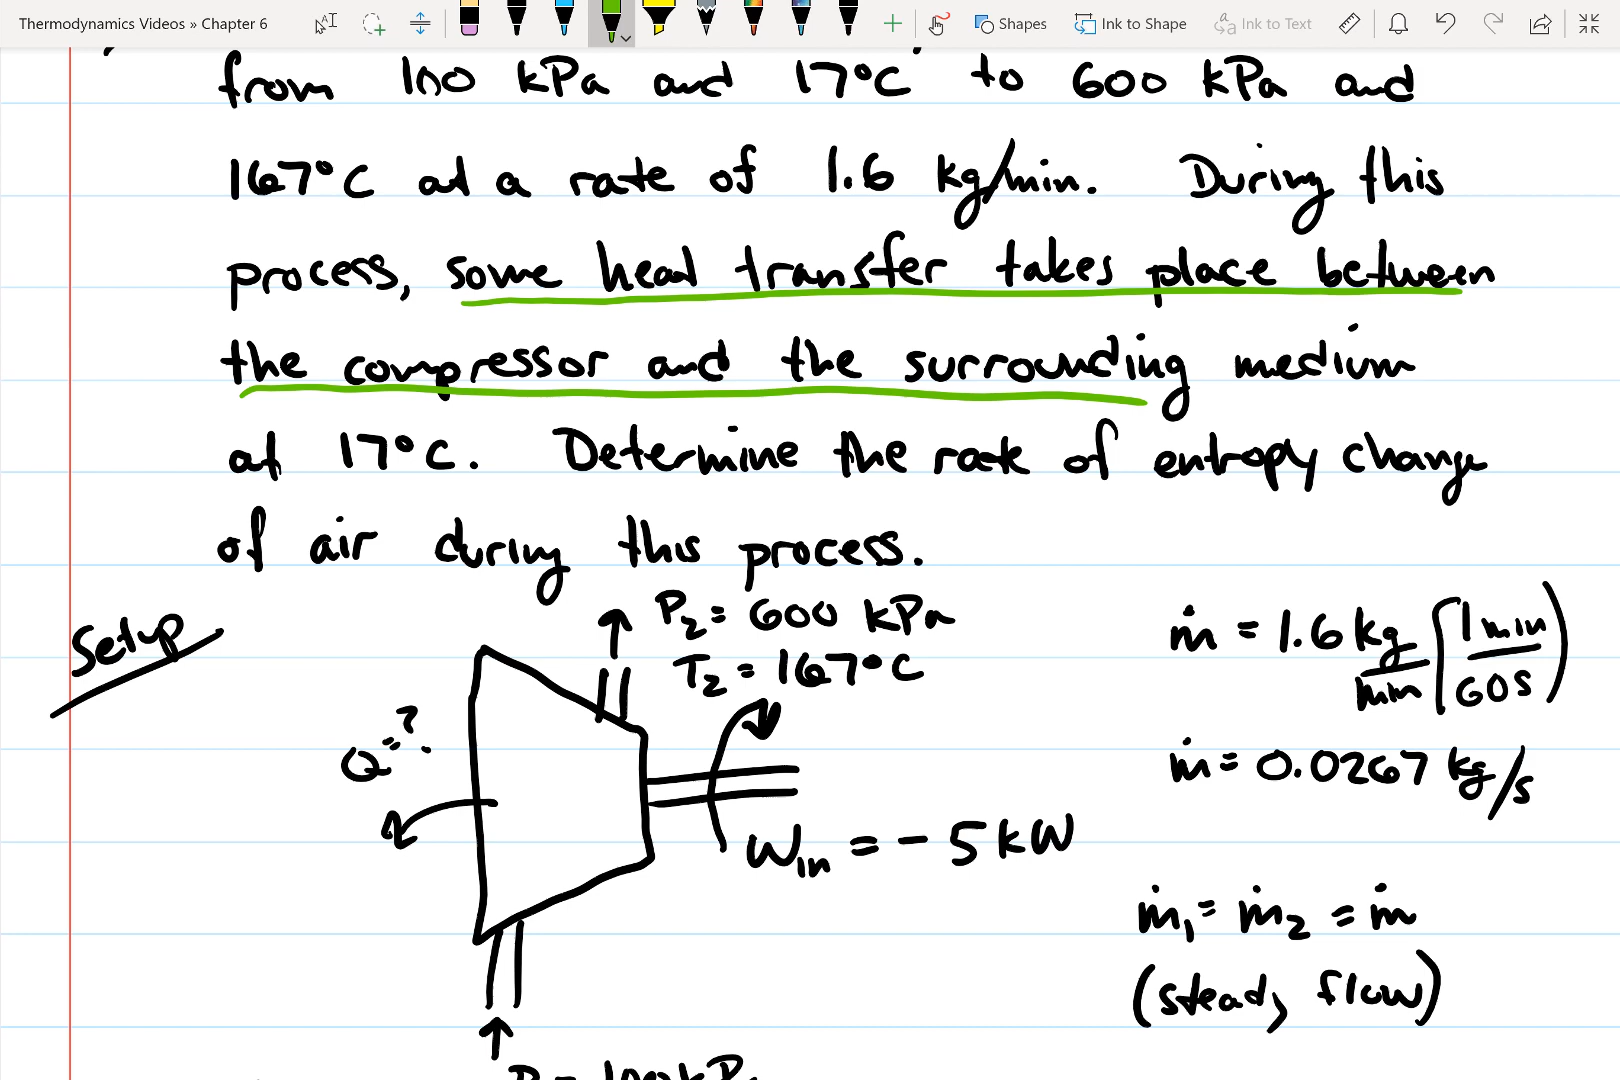 Thermodynamics Videos » Chapter 6
Shapes
Ink to Shape
Ink to Text
from 100 kPa and 17°C to 600 kPa and
167°C at a rate of 1.6 kg/min. During this
process, some head transfer takes place between
the compressor and the surrounding medium
at 17°C. Determine the rate of entropy change
of air during this process.
Setup
P₂ = 600 kPa
T₂ = 167°C
ṁ = 1.6 kg/min (1 min/60 s)
Q = ?
ṁ = 0.0267 kg/s
Win = - 5 kW
ṁ₁ = ṁ₂ = ṁ
(steady flow)